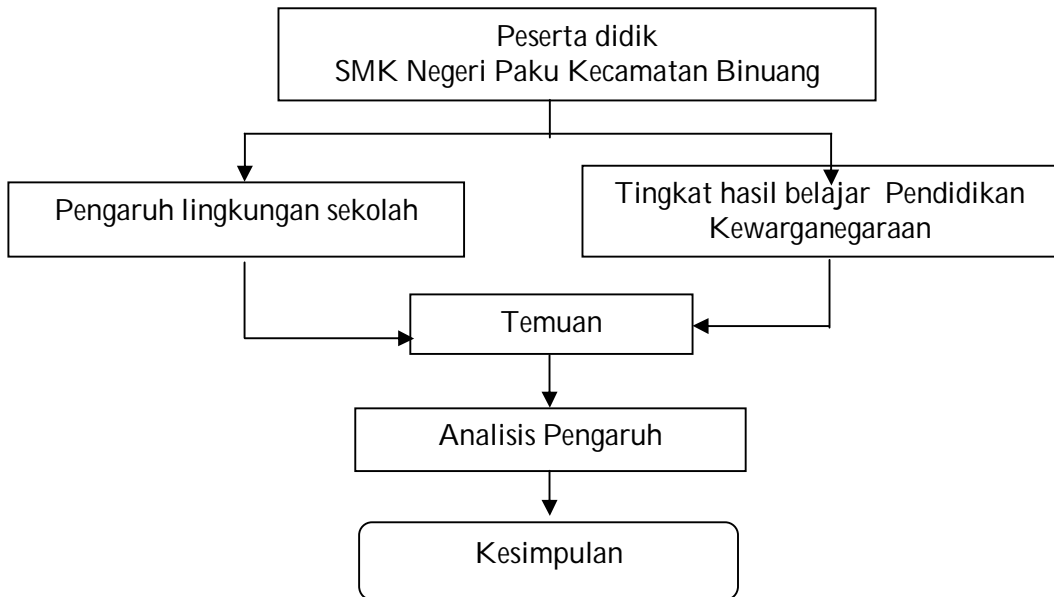 Peserta didik
SMK Negeri Paku Kecamatan Binuang
Pengaruh lingkungan sekolah
Tingkat hasil belajar Pendidikan
Kewarganegaraan
Temuan
Analisis Pengaruh
Kesimpulan